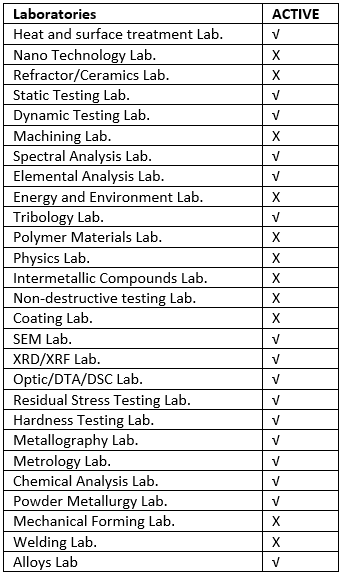 Laboratories ACTIVE
Heat and surface treatment Lab. √
Nano Technology Lab. X
Refractor/Ceramics Lab. X
Static Testing Lab. √
Dynamic Testing Lab. √
Machining Lab. X
Spectral Analysis Lab. √
Elemental Analysis Lab. √
Energy and Environment Lab. X
Tribology Lab. √
Polymer Materials Lab. X
Physics Lab. X
Intermetallic Compounds Lab. X
Non-destructive testing Lab. X
Coating Lab. X
SEM Lab. √
XRD/XRF Lab. √
Optic/DTA/DSC Lab. √
Residual Stress Testing Lab. √
Hardness Testing Lab. √
Metallography Lab. √
Metrology Lab. √
Chemical Analysis Lab. √
Powder Metallurgy Lab. √
Mechanical Forming Lab. X
Welding Lab. X
Alloys Lab √